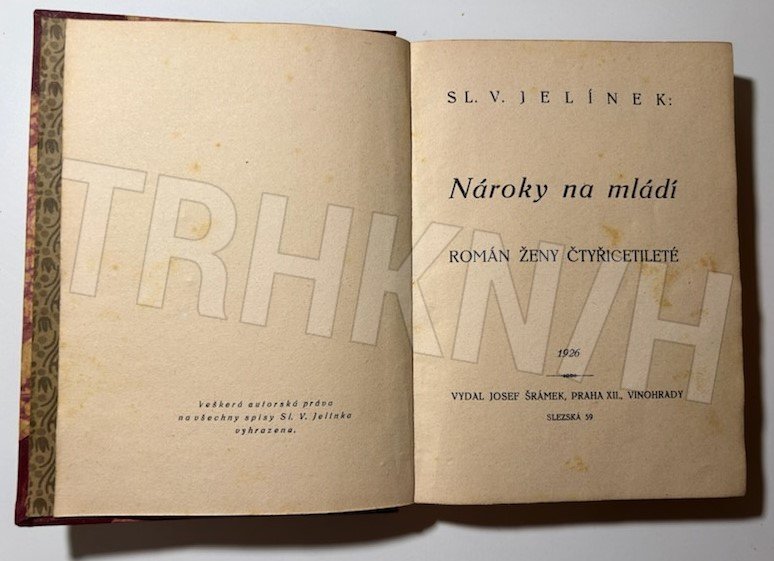 Veškerá autorská práva
na všechny spisy Sl. V. Jelínka
vyhrazena.
SL. V. JELÍNEK:
Nároky na mládí
ROMÁN ŽENY ČTYŘICETILETÉ
1926
VYDAL JOSEF ŠRÁMEK, PRAHA XII., VINOHRADY
SLEZSKÁ 59
TRHKNIH